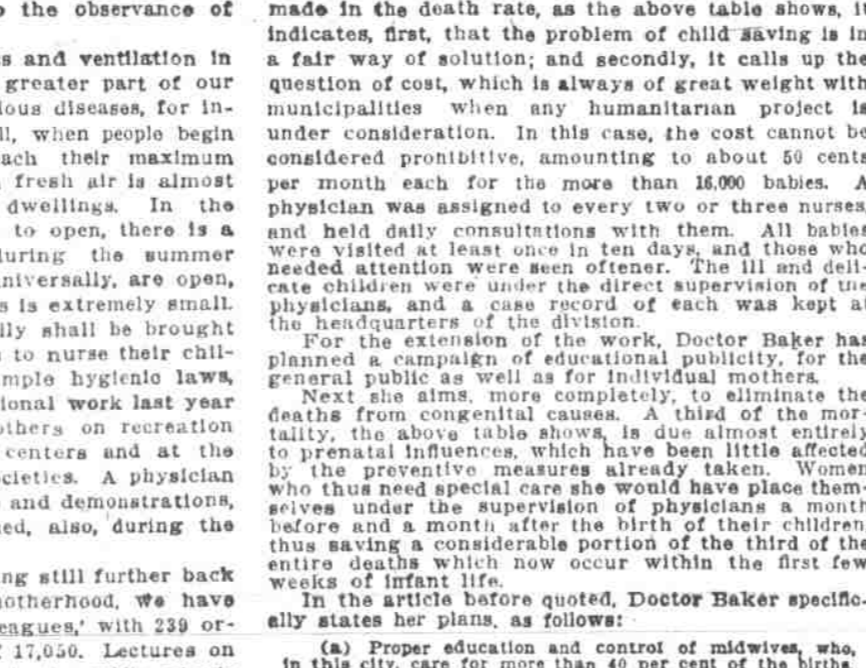 o the observance of
s and ventilation in
greater part of our
ious diseases, for in-
ll, when people begin
ach their maximum
fresh air is almost
dwellings. In the
to open, there is a
luring the summer
niversally, are open,
s is extremely small.
lly shall be brought
to nurse their chil-
mple hygienic laws,
ional work last year
others on recreation
centers and at the
cieties. A physician
and demonstrations,
ed, also, during the
ng still further back
notherhood. We have
eagues,' with 239 or-
17,050. Lectures on
made in the death rate, as the above table shows, it
indicates, first, that the problem of child saving is in
a fair way of solution; and secondly, it calls up the
question of cost, which is always of great weight with
municipalities when any humanitarian project is
under consideration. In this case, the cost cannot be
considered prohibitive, amounting to about 50 cents
per month each for the more than 16,000 babies. A
physician was assigned to every two or three nurses
and held daily consultations with them. All babies
were visited at least once in ten days, and those who
needed attention were seen oftener. The ill and deli-
cate children were under the direct supervision of the
physicians, and a case record of each was kept a
the headquarters of the division.
For the extension of the work, Doctor Baker has
planned a campaign of educational publicity, for the
general public as well as for individual mothers.
Next she aims, more completely, to eliminate the
deaths from congenital causes. A third of the mor-
tality, the above table shows, is due almost entirely
to prenatal influences, which have been little affected
by the preventive measures already taken. Women
who thus need special care she would have place them-
selves under the supervision of physicians a month
before and a month after the birth of their children
thus saving a considerable portion of the third of the
entire deaths which now occur within the first few
weeks of infant life.
In the article before quoted, Doctor Baker specific-
ally states her plans, as follows:
(a) Proper education and control of midwives, who,
in this city, care for more than 40 per cent of the births